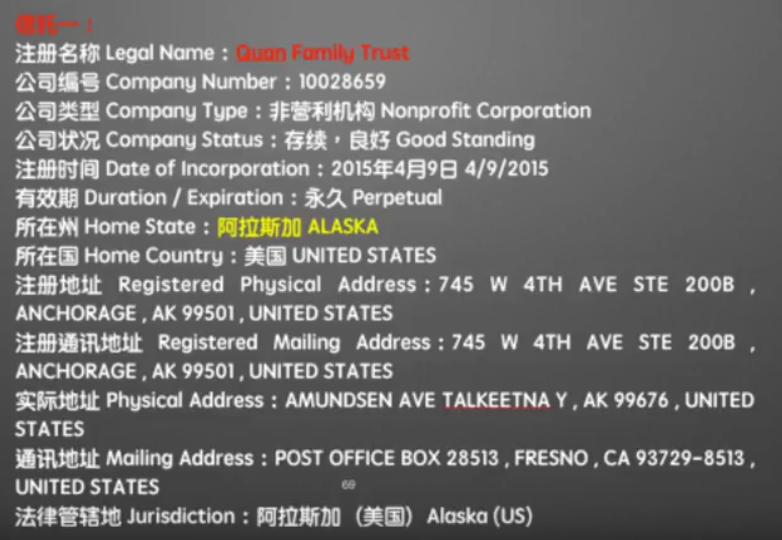 信托一：
注册名称 Legal Name：Quan Family Trust
公司编号 Company Number：10028659
公司类型 Company Type：非营利机构 Nonprofit Corporation
公司状况 Company Status：存续，良好 Good Standing
注册时间 Date of Incorporation：2015年4月9日 4/9/2015
有效期 Duration / Expiration：永久 Perpetual
所在州 Home State：阿拉斯加 ALASKA
所在国 Home Country：美国 UNITED STATES
注册地址 Registered Physical Address：745 W 4TH AVE STE 200B ,
ANCHORAGE , AK 99501 , UNITED STATES
注册通讯地址 Registered Mailing Address：745 W 4TH AVE STE 200B ,
ANCHORAGE , AK 99501 , UNITED STATES
实际地址 Physical Address：AMUNDSEN AVE TALKEETNA Y , AK 99676 , UNITED
STATES
通讯地址 Mailing Address：POST OFFICE BOX 28513 , FRESNO , CA 93729-8513 ,
UNITED STATES
69
法律管辖地 Jurisdiction：阿拉斯加（美国）Alaska (US)